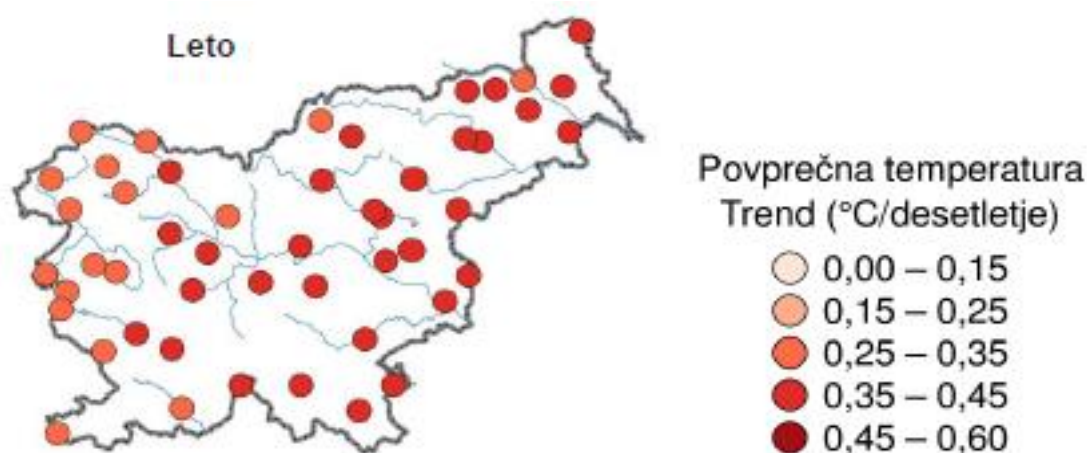 Leto
Povprečna temperatura
Trend (°C/desetletje)
0,00 – 0,15
0,15 – 0,25
0,25 – 0,35
0,35 – 0,45
0,45 – 0,60